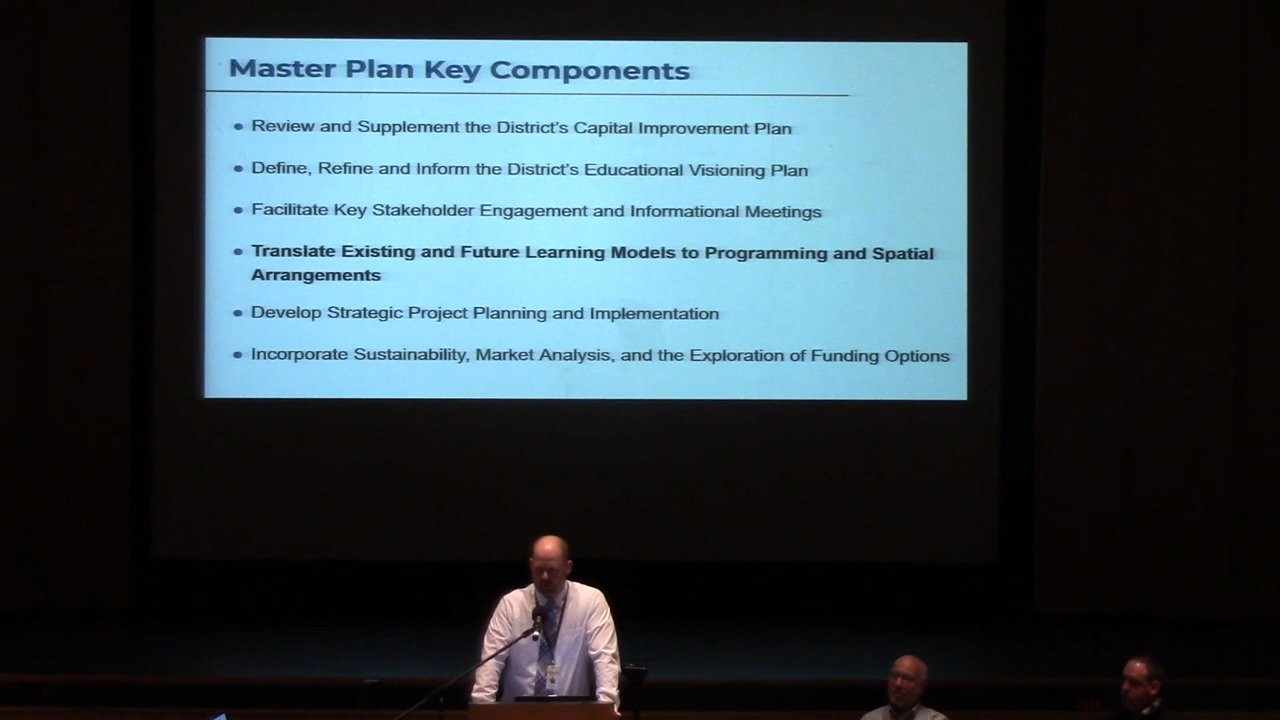 Master Plan Key Components
• Review and Supplement the District's Capital Improvement Plan
• Define, Refine and Inform the District's Educational Visioning Plan
• Facilitate Key Stakeholder Engagement and Informational Meetings
• Translate Existing and Future Learning Models to Programming and Spatial
Arrangements
• Develop Strategic Project Planning and Implementation
• Incorporate Sustainability, Market Analysis, and the Exploration of Funding Options